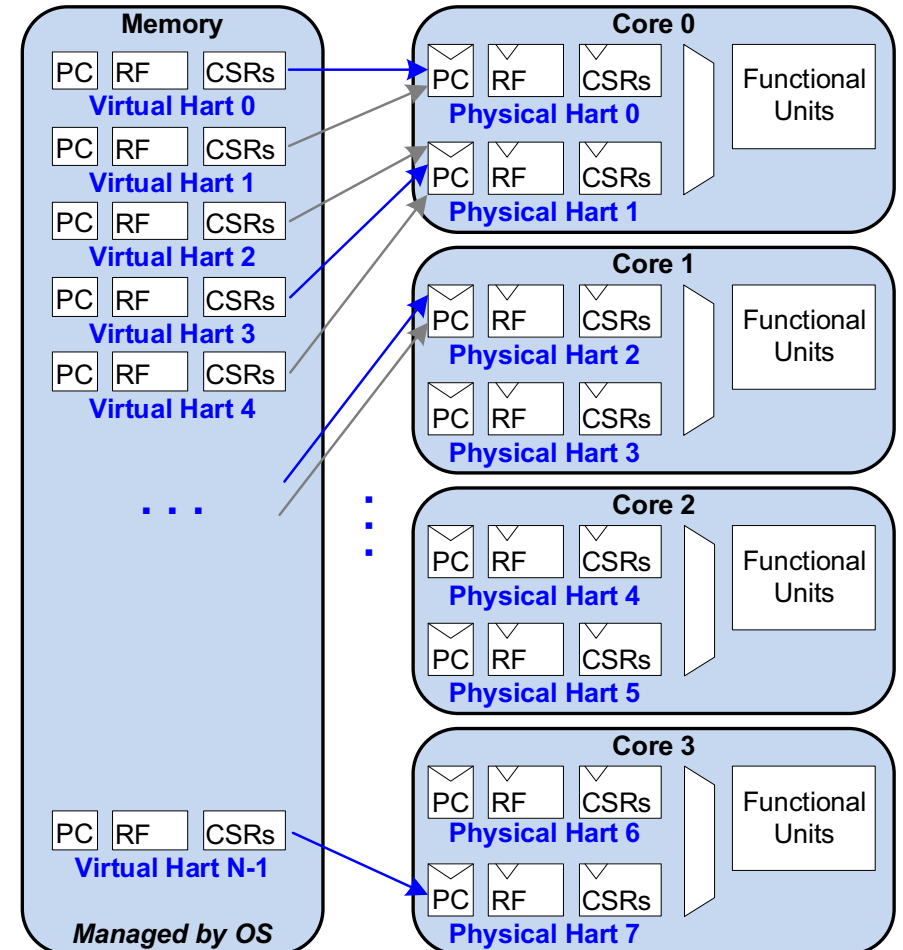 Memory
PC RF CSRs
Virtual Hart 0
PC RF CSRs
Virtual Hart 1
PC RF CSRs
Virtual Hart 2
PC RF CSRs
Virtual Hart 3
PC RF CSRs
Virtual Hart 4
. . .
PC RF CSRs
Virtual Hart N-1
Managed by OS
Core 0
PC RF CSRs
Physical Hart 0
PC RF CSRs
Physical Hart 1
Functional
Units
Core 1
PC RF CSRs
Physical Hart 2
PC RF CSRs
Physical Hart 3
Functional
Units
Core 2
PC RF CSRs
Physical Hart 4
PC RF CSRs
Physical Hart 5
Functional
Units
Core 3
PC RF CSRs
Physical Hart 6
PC RF CSRs
Physical Hart 7
Functional
Units